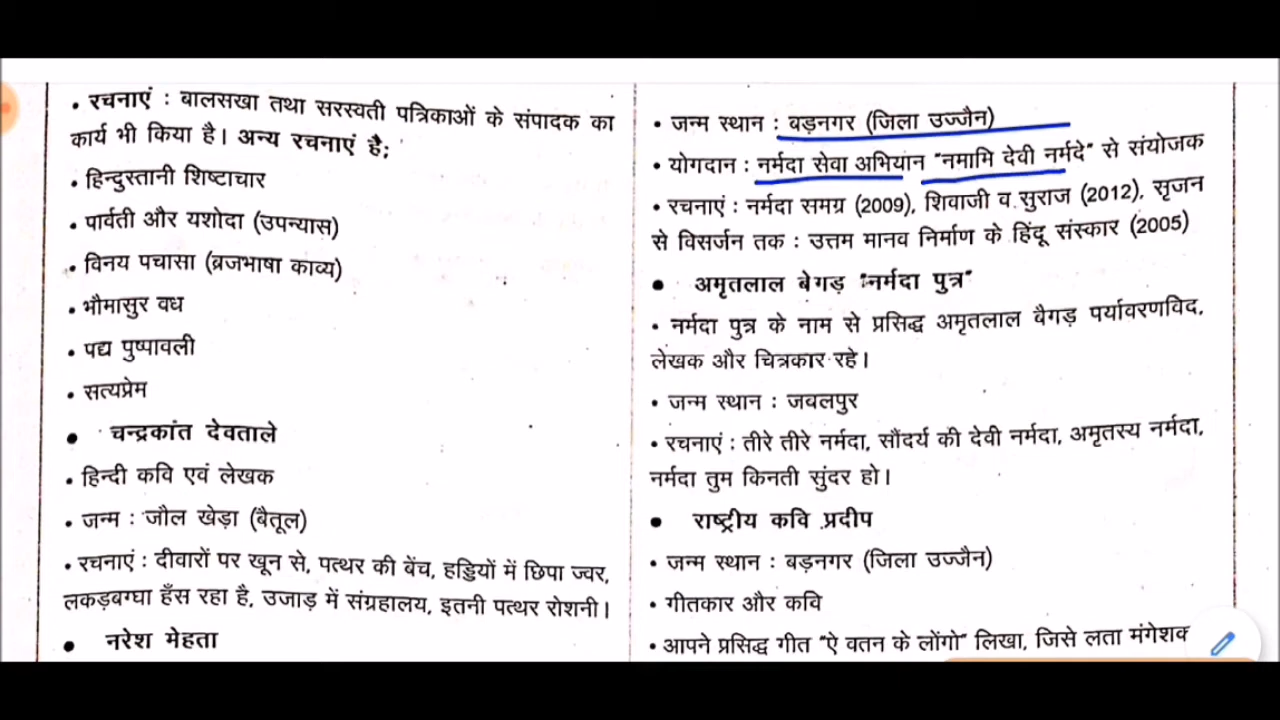 • रचनाएं : बालसखा तथा सरस्वती पत्रिकाओं के संपादक का
कार्य भी किया है। अन्य रचनाएं है;
• हिन्दुस्तानी शिष्टाचार
• पार्वती और यशोदा (उपन्यास)
• विनय पचासा (ब्रजभाषा काव्य)
• भौमासुर वध
• पद्य पुष्पावली
• सत्यप्रेम
● चन्द्रकांत देवताले
• हिन्दी कवि एवं लेखक
• जन्म : जौल खेड़ा (बैतूल)
• रचनाएं : दीवारों पर खून से, पत्थर की बेंच, हड्डियों में छिपा ज्वर,
लकड़बग्घा हँस रहा है, उजाड़ में संग्रहालय, इतनी पत्थर रोशनी।
● नरेश मेहता
• जन्म स्थान : बड़नगर (जिला उज्जैन)
• योगदान : नर्मदा सेवा अभियान "नमामि देवी नर्मदे" से संयोजक
• रचनाएं : नर्मदा समग्र (2009), शिवाजी व सुराज (2012), सृजन
से विसर्जन तक : उत्तम मानव निर्माण के हिंदू संस्कार (2005)
● अमृतलाल बेगड़ "नर्मदा पुत्र"
• नर्मदा पुत्र के नाम से प्रसिद्ध अमृतलाल बैगड़ पर्यावरणविद,
लेखक और चित्रकार रहे।
• जन्म स्थान : जबलपुर
• रचनाएं : तीरे तीरे नर्मदा, सौंदर्य की देवी नर्मदा, अमृतस्य नर्मदा,
नर्मदा तुम किनती सुंदर हो।
● राष्ट्रीय कवि प्रदीप
• जन्म स्थान : बड़नगर (जिला उज्जैन)
• गीतकार और कवि
• आपने प्रसिद्ध गीत "ऐ वतन के लोंगो" लिखा, जिसे लता